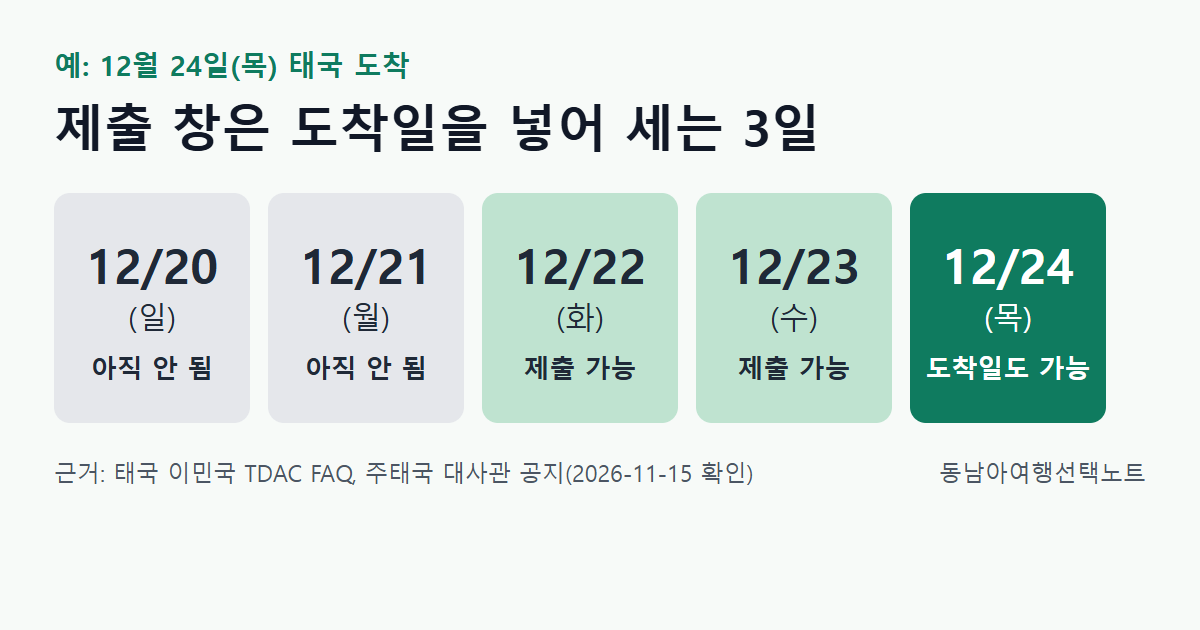 예: 12월 24일(목) 태국 도착
제출 창은 도착일을 넣어 세는 3일
12/20
(일)
아직 안 됨
12/21
(월)
아직 안 됨
12/22
(화)
제출 가능
12/23
(수)
제출 가능
12/24
(목)
도착일도 가능
근거: 태국 이민국 TDAC FAQ, 주태국 대사관 공지(2026-11-15 확인)
동남아여행선택노트